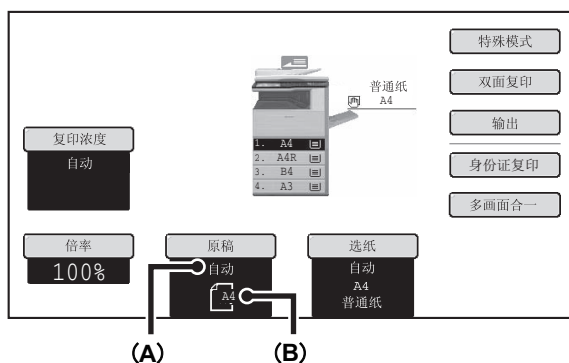 特殊模式
双面复印
输出
身份证复印
多画面合一
普通纸
A4
1. A4
2. A4R
3. B4
4. A3
复印浓度
自动
倍率
100%
原稿
自动
A4
选纸
自动
A4
普通纸
(A)
(B)